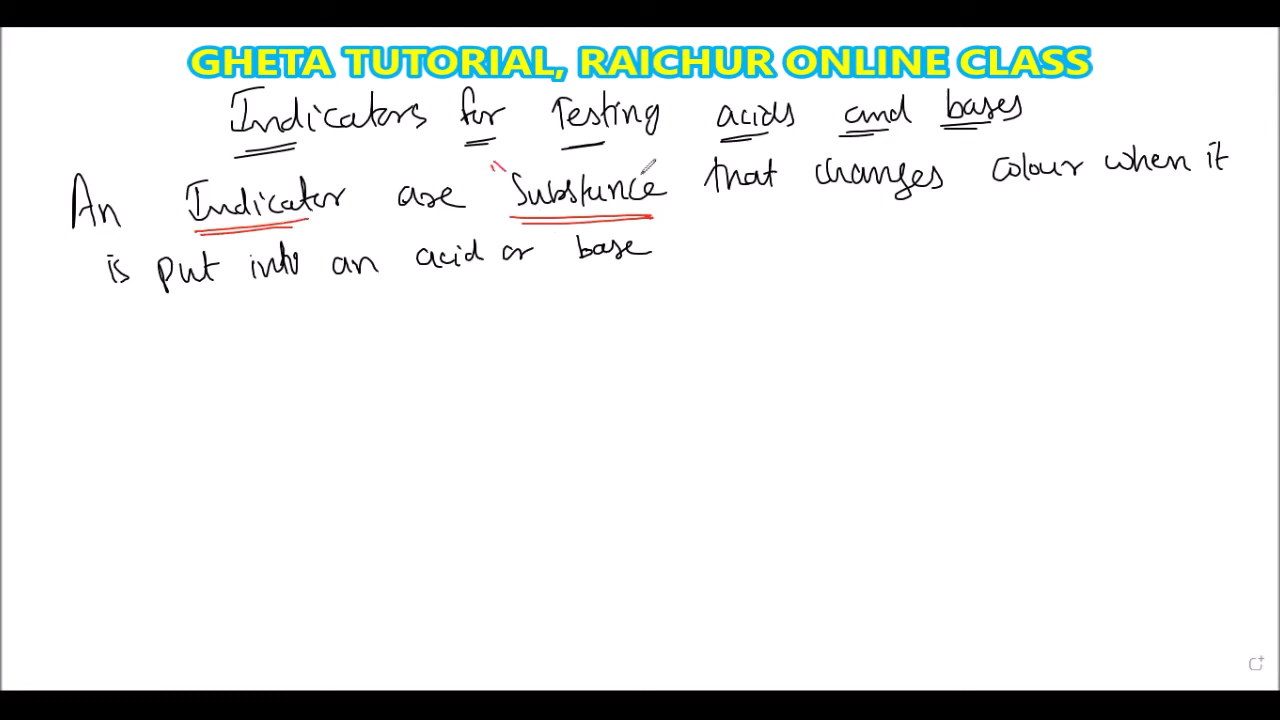 GHETA TUTORIAL, RAICHUR ONLINE CLASS
Indicators for Testing acids and bases
An Indicator are "Substance that changes colour when it
is put into an acid or base